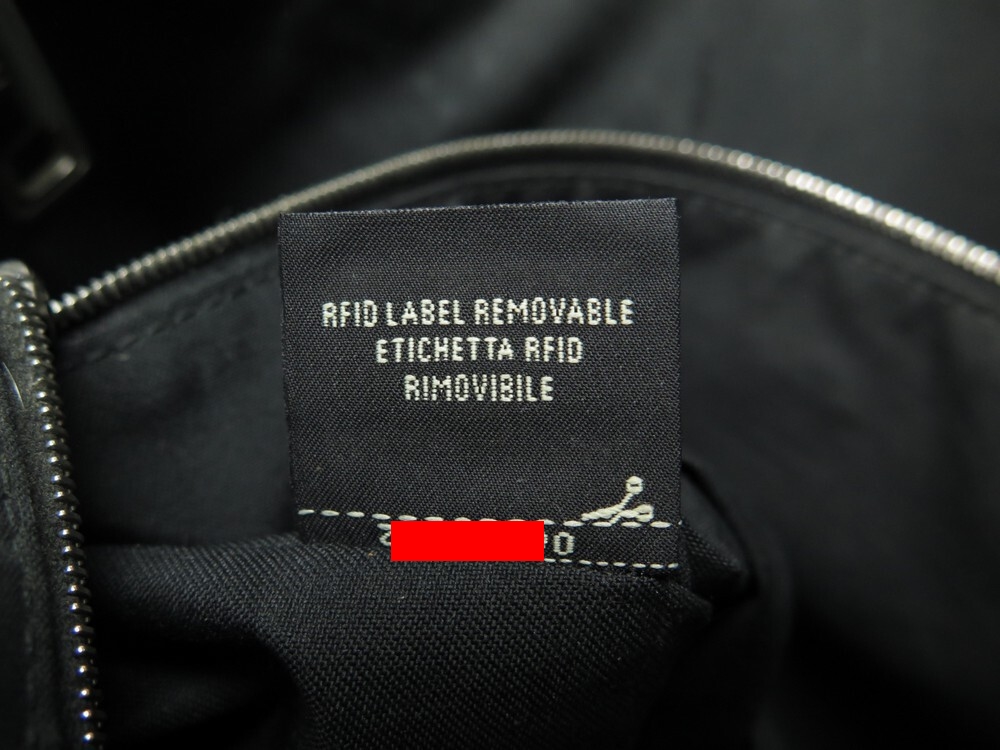 RFID LABEL REMOVABLE
ETICHETTA RFID
RIMOVIBILE